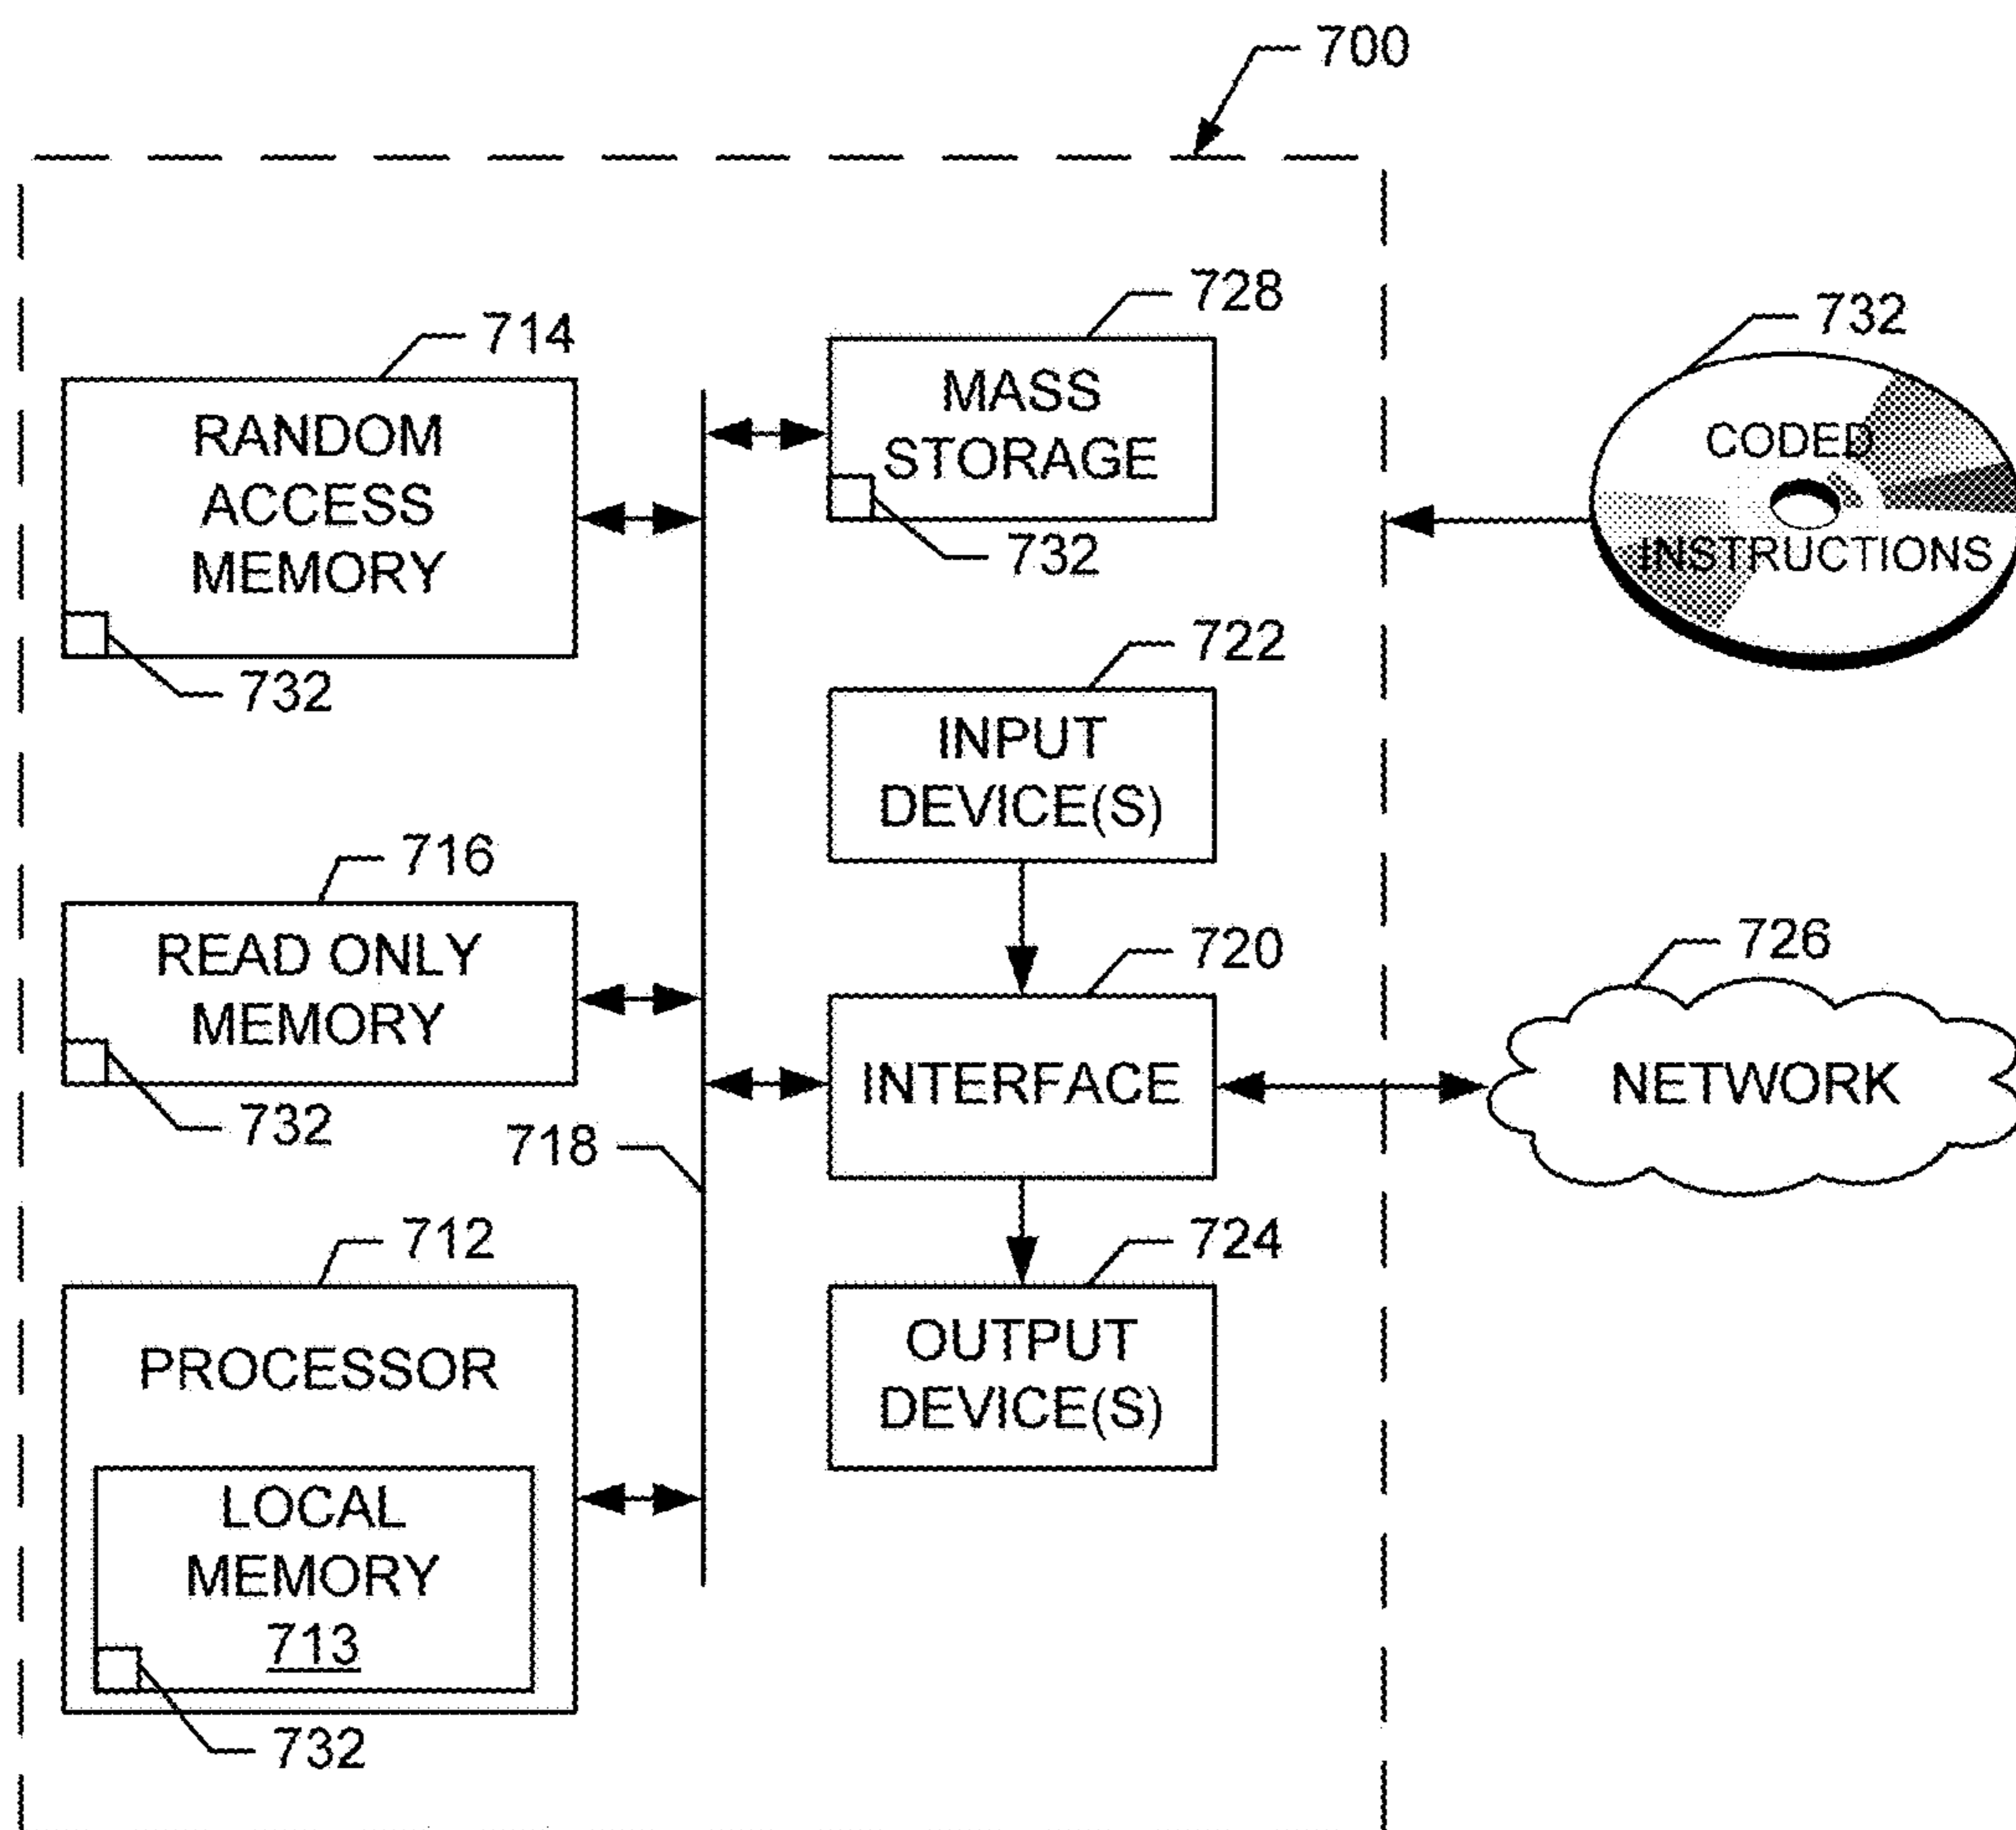 700
714
RANDOM
ACCESS
MEMORY
732
728
MASS
STORAGE
732
732
CODED
INSTRUCTIONS
722
INPUT
DEVICE(S)
716
READ ONLY
MEMORY
732
718
720
INTERFACE
726
NETWORK
712
PROCESSOR
LOCAL
MEMORY
713
732
724
OUTPUT
DEVICE(S)